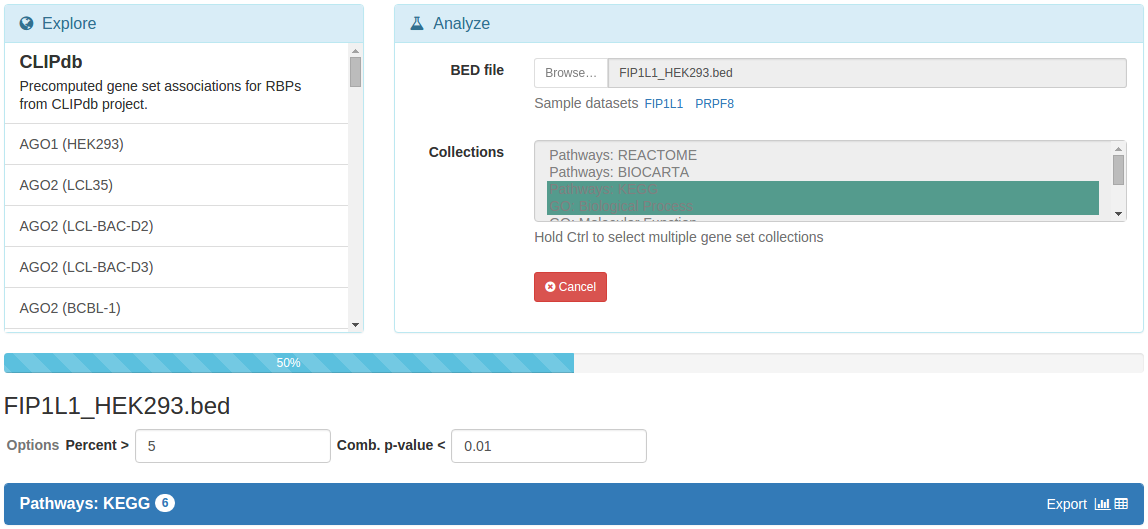 Explore
CLIPdb
Precomputed gene set associations for RBPs
from CLIPdb project.
AGO1 (HEK293)
AGO2 (LCL35)
AGO2 (LCL-BAC-D2)
AGO2 (LCL-BAC-D3)
AGO2 (BCBL-1)
Analyze
BED file Browse... FIP1L1_HEK293.bed
Sample datasets FIP1L1 PRPF8
Collections
Pathways: REACTOME
Pathways: BIOCARTA
Pathways: KEGG
GO: Biological Process
GO: Molecular Function
Hold Ctrl to select multiple gene set collections
Cancel
50%
FIP1L1_HEK293.bed
Options Percent > 5 Comb. p-value < 0.01
Pathways: KEGG 6 Export